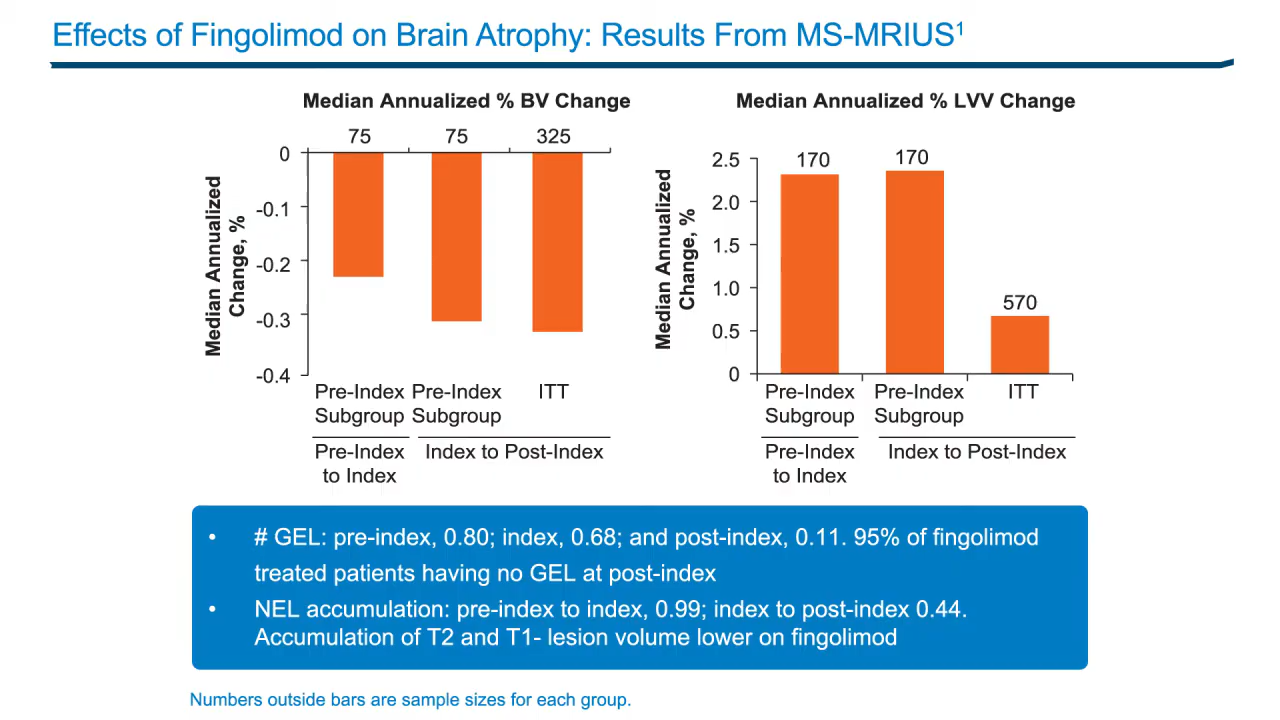 Effects of Fingolimod on Brain Atrophy: Results From MS-MRIUS¹
Median Annualized % BV Change
75
75
325
0
-0.1
-0.2
-0.3
-0.4
Median Annualized
Change, %
Pre-Index
Subgroup
Pre-Index
Subgroup
ITT
Pre-Index
to Index
Index to Post-Index
Median Annualized % LVV Change
170
170
570
2.5
2.0
1.5
1.0
0.5
0
Median Annualized
Change, %
Pre-Index
Subgroup
Pre-Index
Subgroup
ITT
Pre-Index
to Index
Index to Post-Index
• # GEL: pre-index, 0.80; index, 0.68; and post-index, 0.11. 95% of fingolimod
treated patients having no GEL at post-index
• NEL accumulation: pre-index to index, 0.99; index to post-index 0.44.
Accumulation of T2 and T1- lesion volume lower on fingolimod
Numbers outside bars are sample sizes for each group.